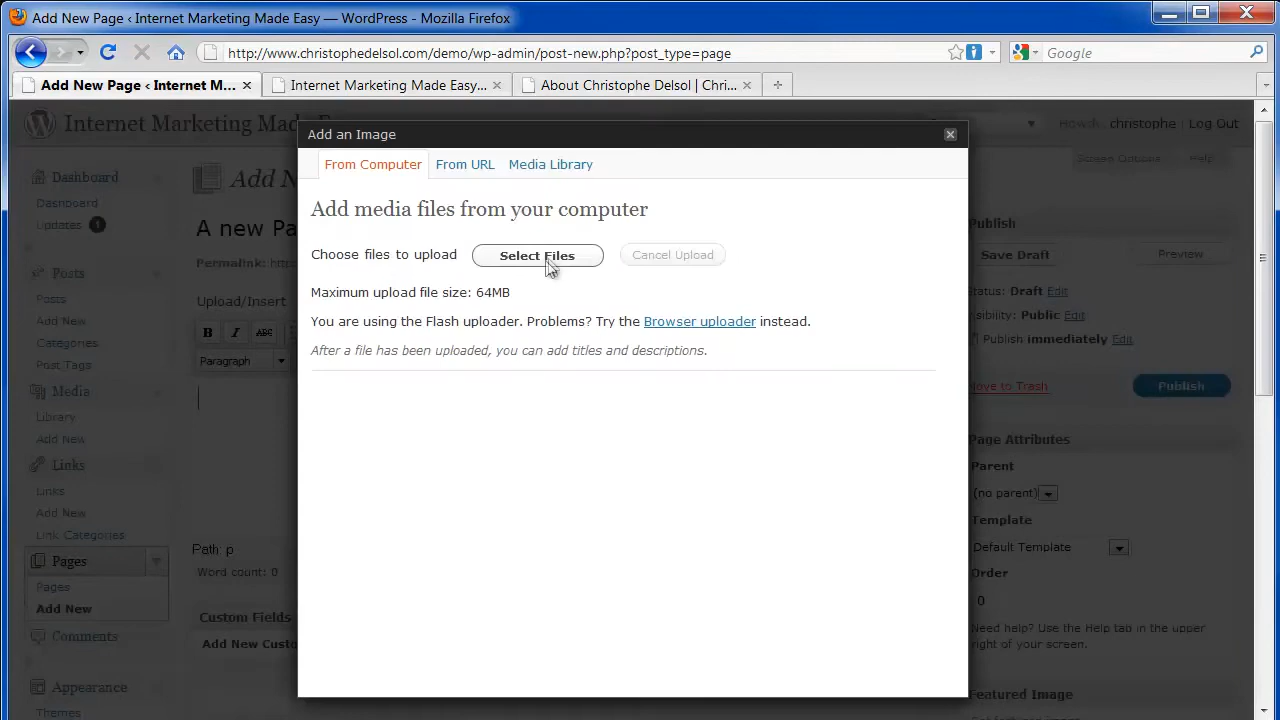 Add New Page ‹ Internet Marketing Made Easy — WordPress - Mozilla Firefox
http://www.christophedelsol.com/demo/wp-admin/post-new.php?post_type=page
Google
Add New Page ‹ Internet M...
Internet Marketing Made Easy...
About Christophe Delsol | Chri...
Internet Marketing Made E
Howdy, christophe | Log Out
Screen Options
Help
Add an Image
From Computer
From URL
Media Library
Add media files from your computer
Choose files to upload
Select Files
Cancel Upload
Maximum upload file size: 64MB
You are using the Flash uploader. Problems? Try the Browser uploader instead.
After a file has been uploaded, you can add titles and descriptions.
Dashboard
Dashboard
Updates 1
Posts
Posts
Add New
Categories
Post Tags
Media
Library
Add New
Links
Links
Add New
Link Categories
Pages
Pages
Add New
Comments
Appearance
Themes
Add N
A new Pa
Permalink: http
Upload/Insert
B I ABC
Paragraph
Path: p
Word count: 0
Custom Fields
Add New Custo
Publish
Save Draft
Preview
Status: Draft Edit
isibility: Public Edit
Publish immediately Edit
Move to Trash
Publish
Page Attributes
Parent
(no parent)
Template
Default Template
Order
0
Need help? Use the Help tab in the upper
right of your screen.
Featured Image